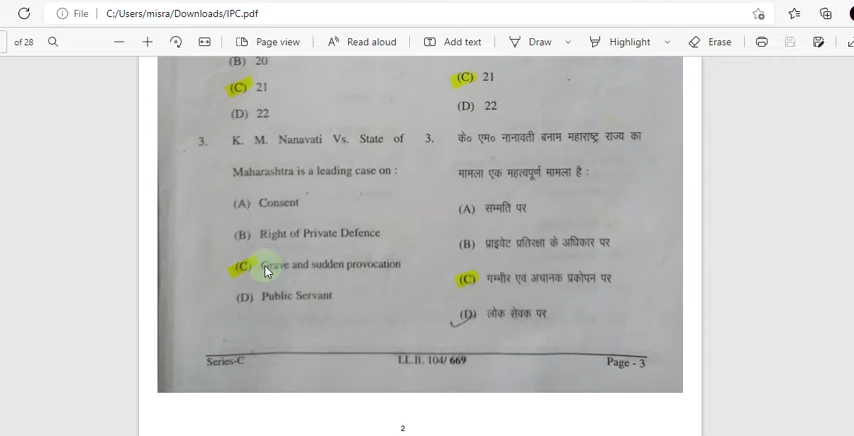 File C:/Users/misra/Downloads/IPC.pdf
of 28 Page view Read aloud Add text Draw Highlight Erase
(B) 20
(C) 21
(D) 22
(C) 21
(D) 22
3. K. M. Nanavati Vs. State of
Maharashtra is a leading case on :
(A) Consent
(B) Right of Private Defence
(C) Grave and sudden provocation
(D) Public Servant
3. के० एम० नानावती बनाम महाराष्ट्र राज्य का
मामला एक महत्वपूर्ण मामला है :
(A) सम्मति पर
(B) प्राइवेट प्रतिरक्षा के अधिकार पर
(C) गम्भीर एवं अचानक प्रकोपन पर
(D) लोक सेवक पर
Series-C LL.B. 104/ 669 Page - 3
2